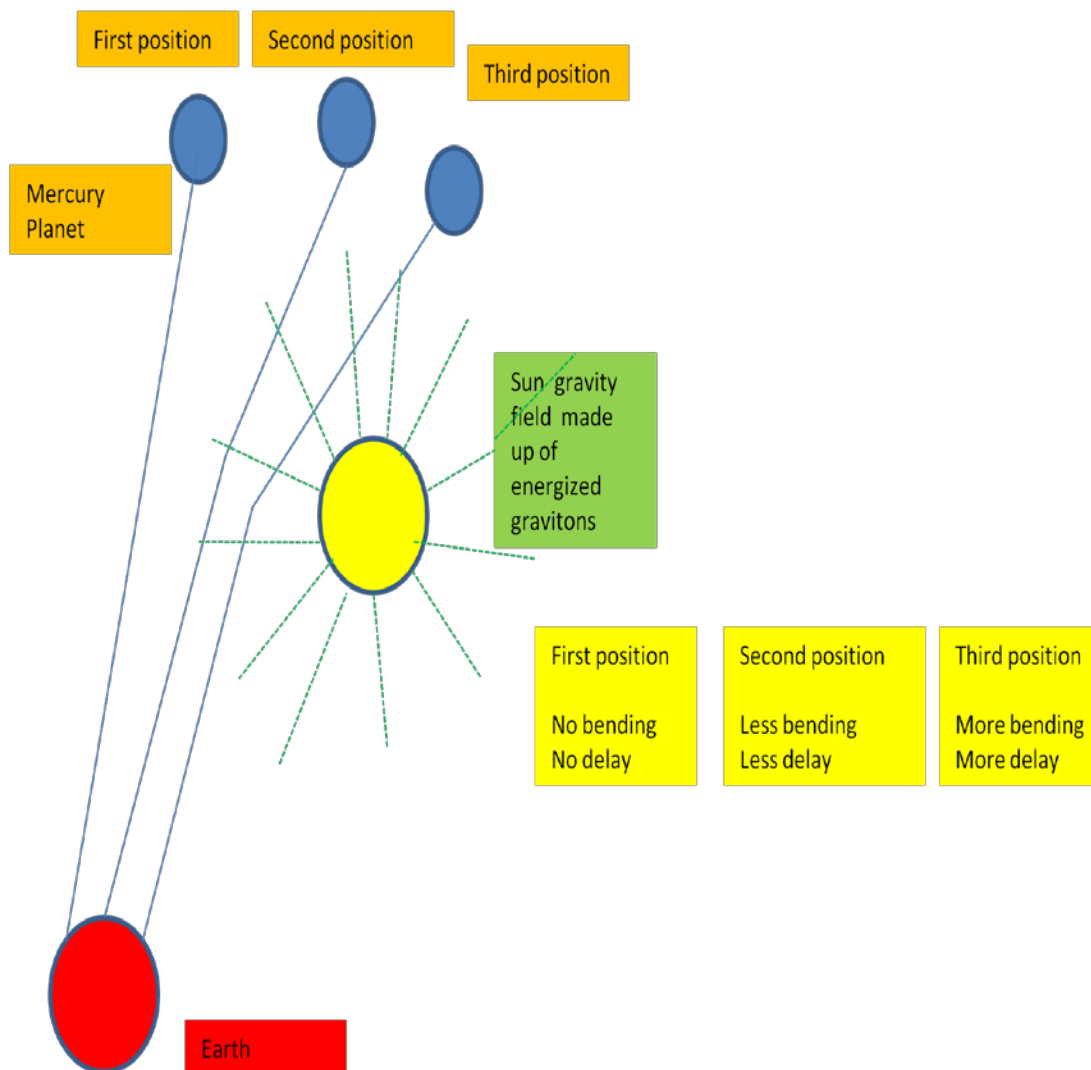 First position
Second position
Third position
Mercury
Planet
Sun gravity
field made
up of
energized
gravitons
First position
No bending
No delay
Second position
Less bending
Less delay
Third position
More bending
More delay
Earth